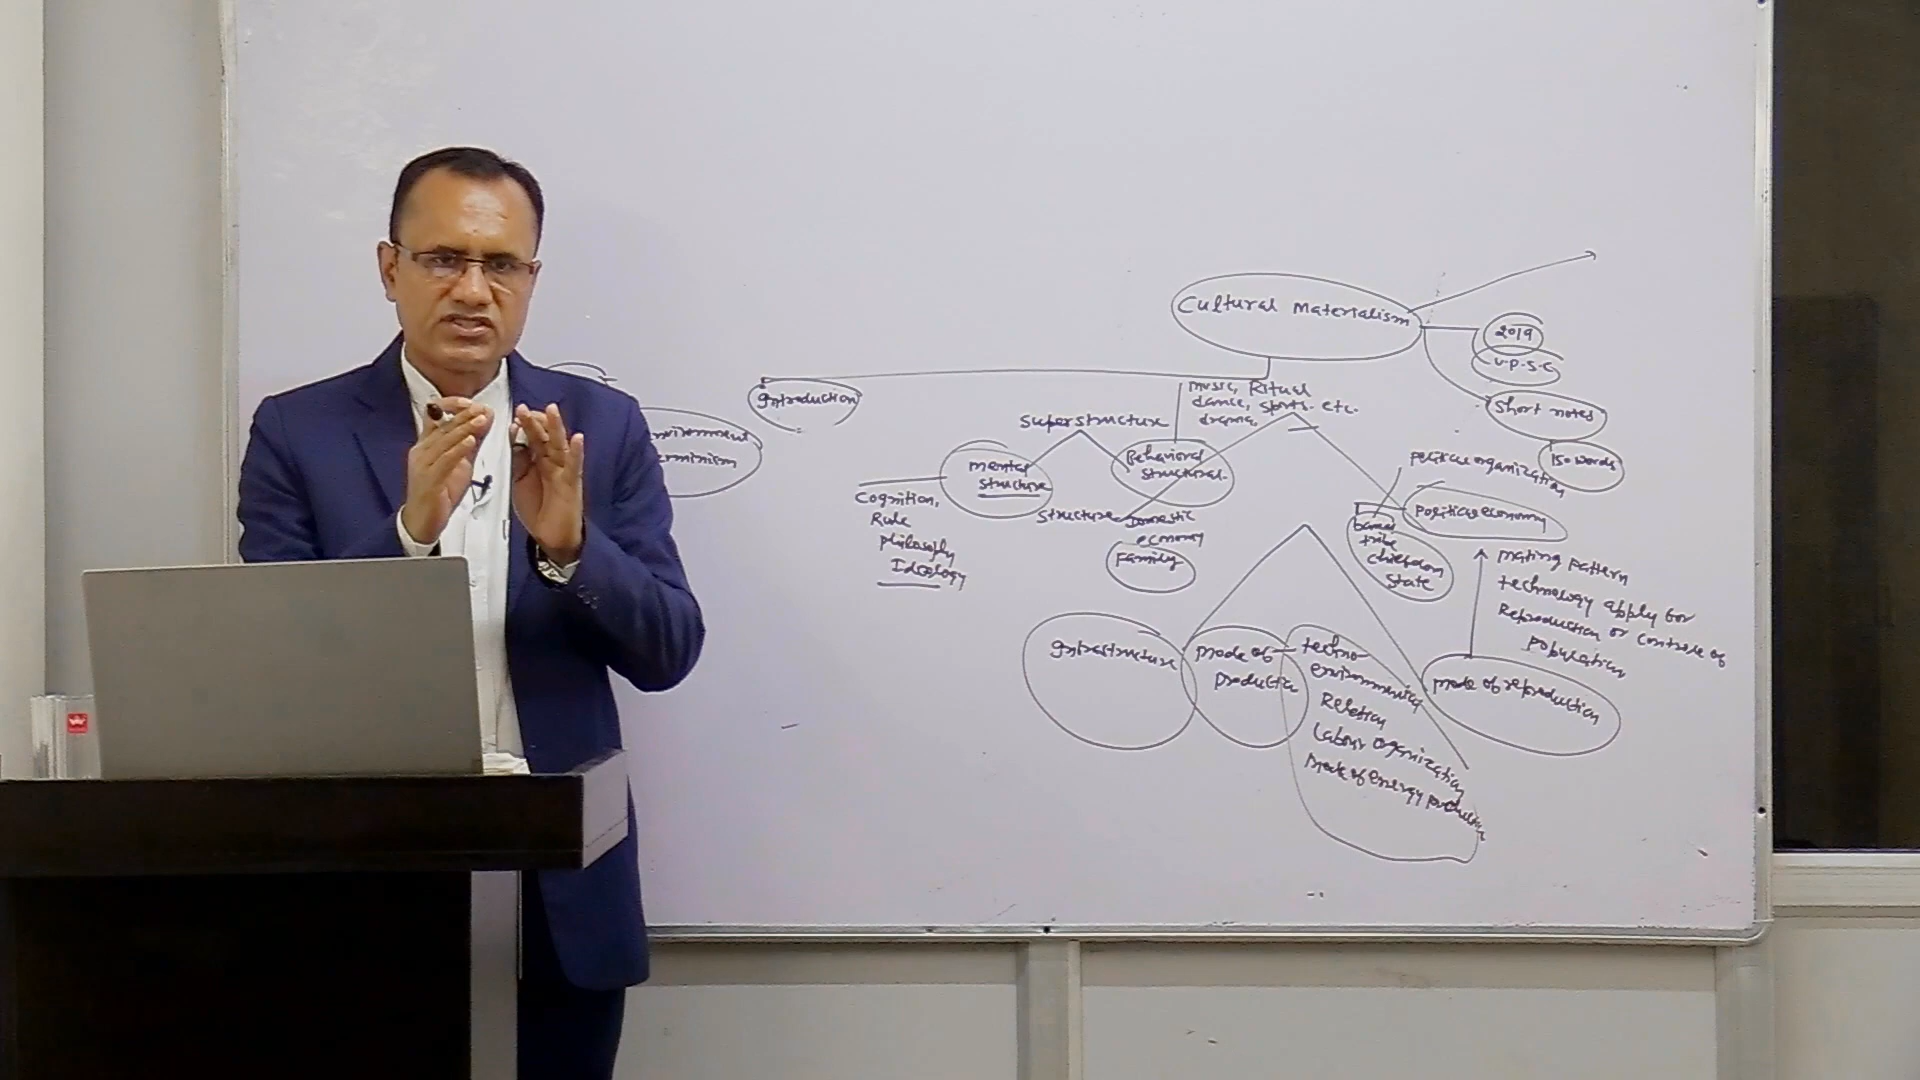 Cultural Materialism
2019
U.P.S.C
Short notes
150 words
Introduction
music, Ritual
dance, sports. etc.
drama,
Superstructure
mental
structure
Behavioral
structural.
Cognition,
Rule
philosophy
Ideology
Structure
Domestic
economy
Family
political organization
political economy
band
tribe
chiefdom
State
mating pattern
technology apply for
Reproduction or controle of
population
mode of reproduction
Infrastructure
mode of
production
techno-
environmental
Relation
Labour organization
mode of energy production